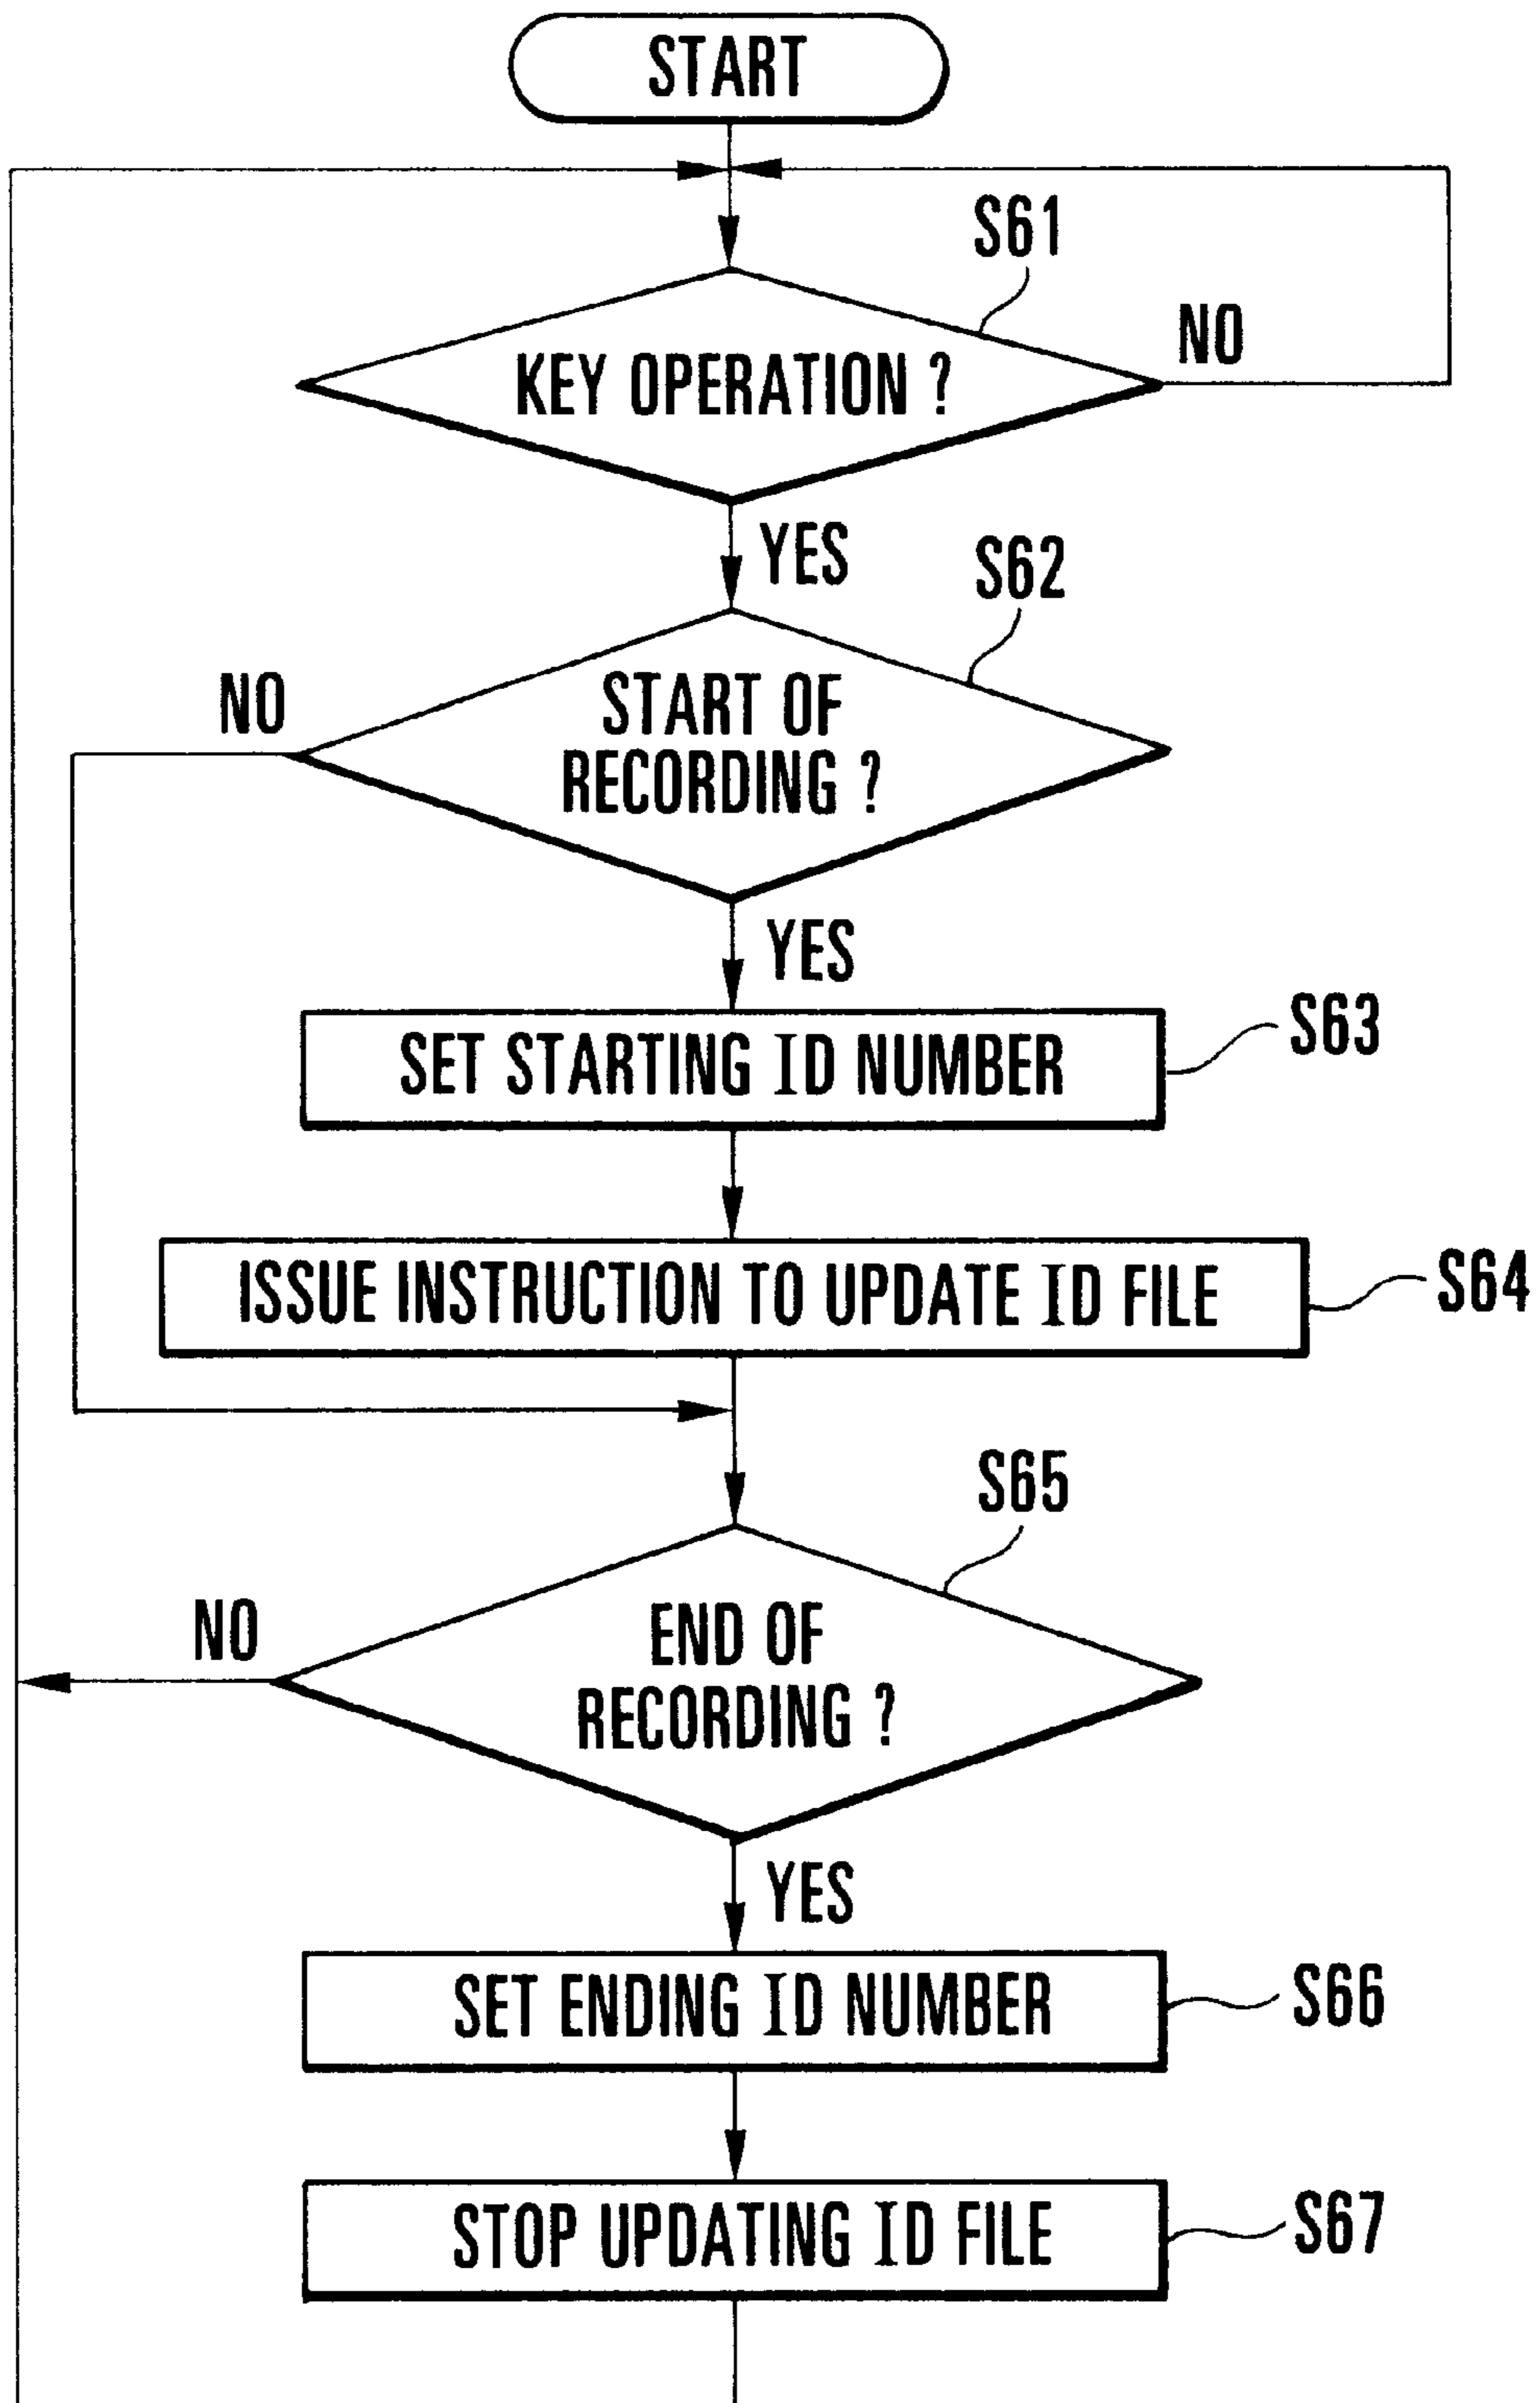 START
S61
KEY OPERATION ?
NO
YES
S62
NO
START OF
RECORDING ?
YES
SET STARTING ID NUMBER
S63
ISSUE INSTRUCTION TO UPDATE ID FILE
S64
S65
NO
END OF
RECORDING ?
YES
SET ENDING ID NUMBER
S66
STOP UPDATING ID FILE
S67